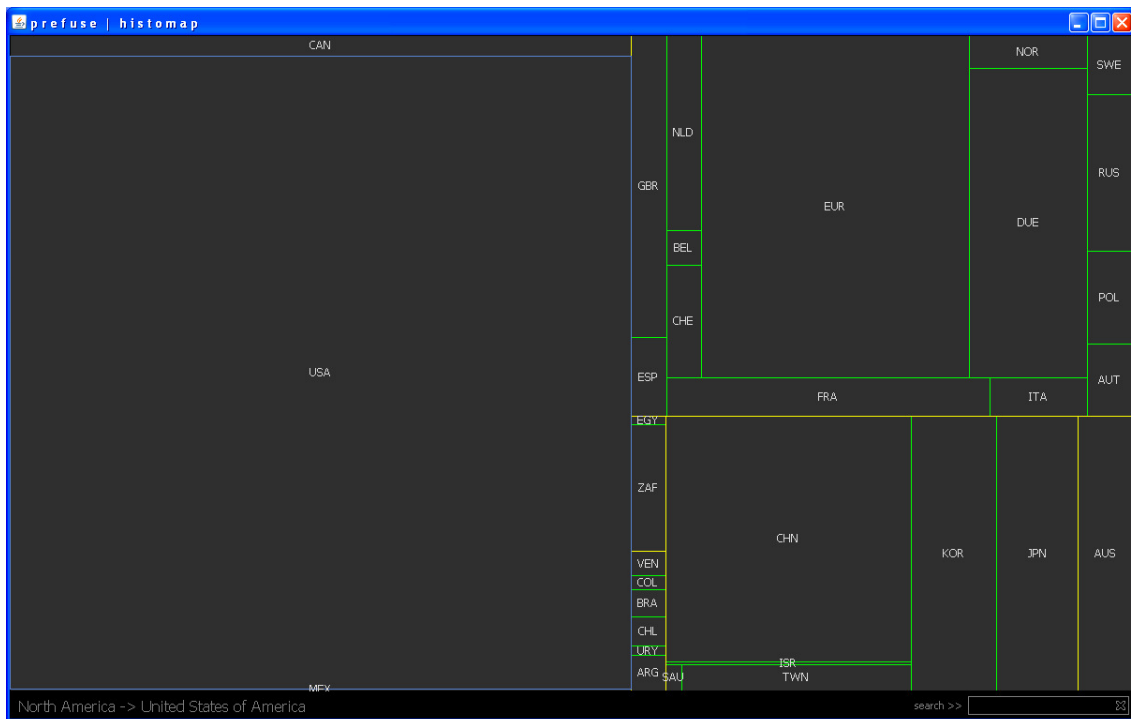 prefuse | histomap
CAN
USA
MEX
GBR
ESP
EGY
ZAF
VEN
COL
BRA
CHL
URY
ARG
NLD
BEL
CHE
EUR
NOR
DUE
SWE
RUS
POL
AUT
FRA
ITA
CHN
KOR
JPN
AUS
ISR
SAU
TWN
North America -> United States of America
search >>